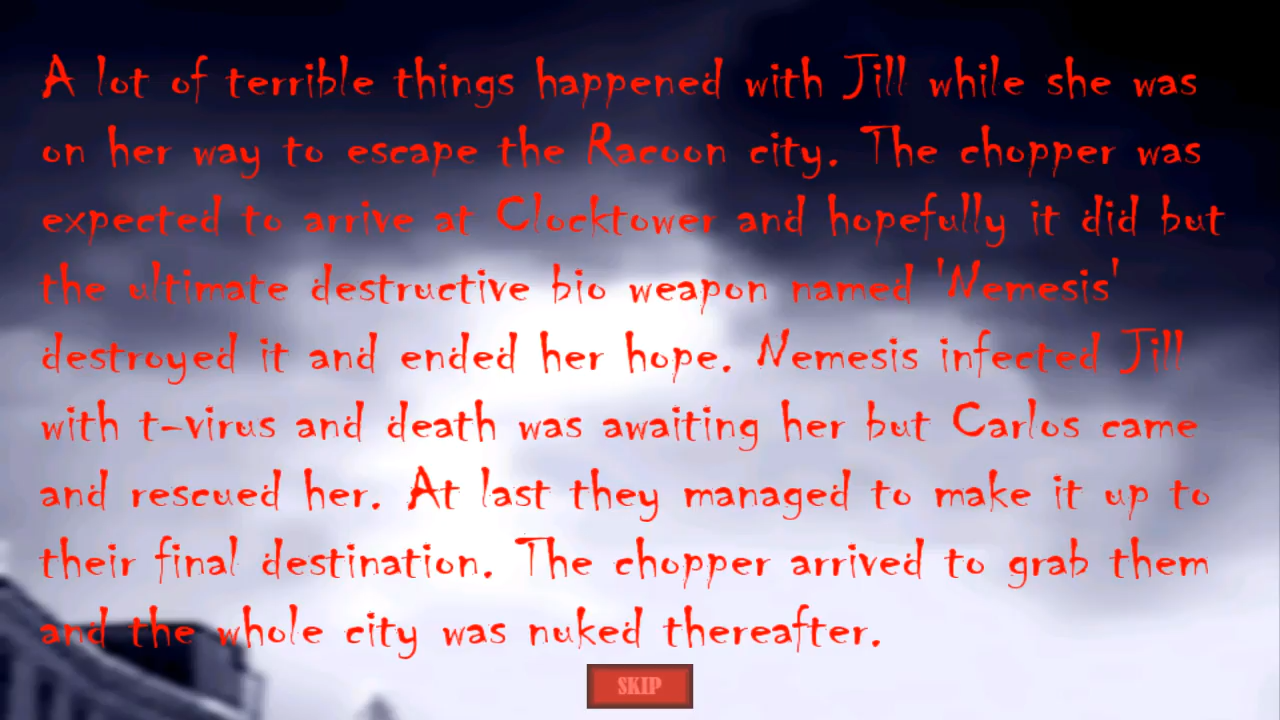 A lot of terrible things happened with Jill while she was
on her way to escape the Racoon city. The chopper was
expected to arrive at Clocktower and hopefully it did but
the ultimate destructive bio weapon named 'Nemesis'
destroyed it and ended her hope. Nemesis infected Jill
with t-virus and death was awaiting her but Carlos came
and rescued her. At last they managed to make it up to
their final destination. The chopper arrived to grab them
and the whole city was nuked thereafter.
SKIP